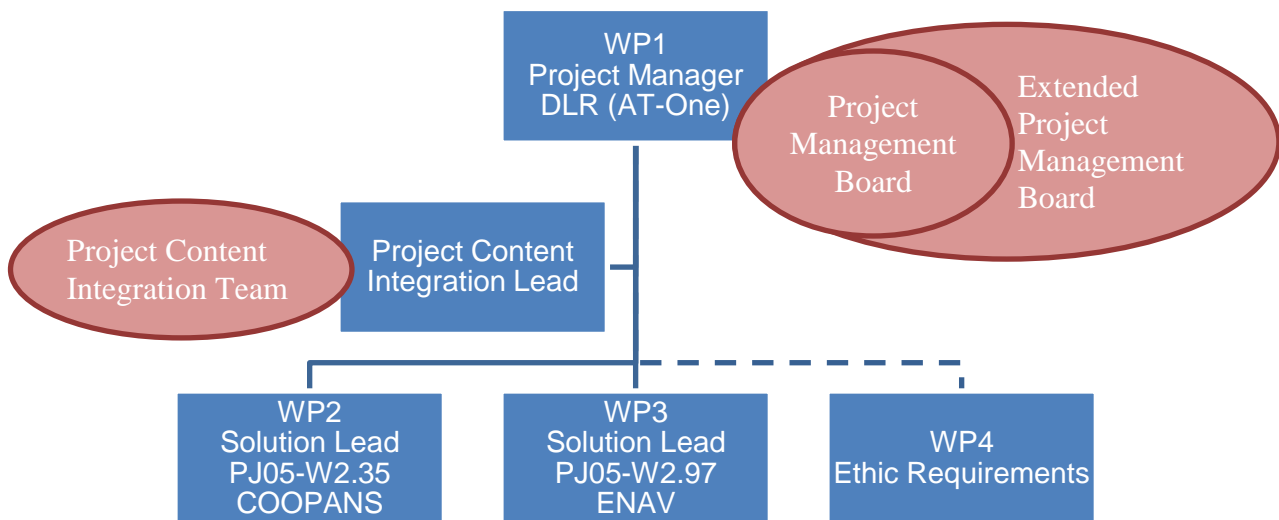 WP1
Project Manager
DLR (AT-One)
Project
Management
Board
Extended
Project
Management
Board
Project Content
Integration Team
Project Content
Integration Lead
WP2
Solution Lead
PJ05-W2.35
COOPANS
WP3
Solution Lead
PJ05-W2.97
ENAV
WP4
Ethic Requirements